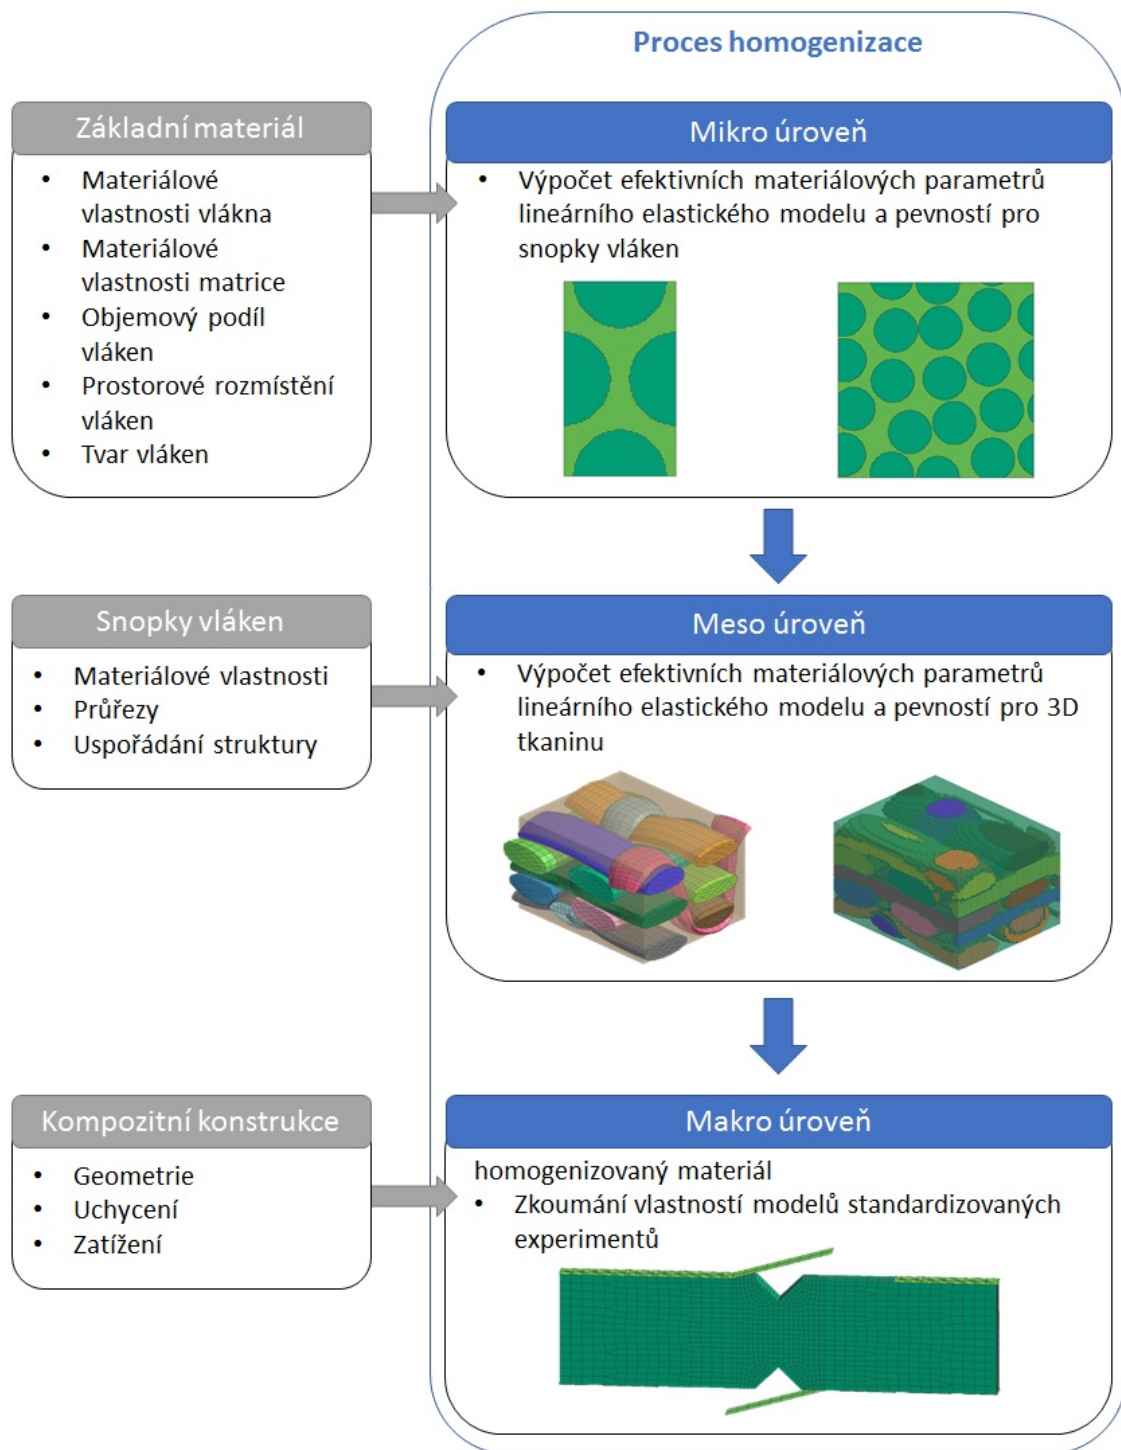 Proces homogenizace
Základní materiál
• Materiálové
vlastnosti vlákna
• Materiálové
vlastnosti matrice
• Objemový podíl
vláken
• Prostorové rozmístění
vláken
• Tvar vláken
Mikro úroveň
• Výpočet efektivních materiálových parametrů
lineárního elastického modelu a pevností pro
snopky vláken
Snopky vláken
• Materiálové vlastnosti
• Průřezy
• Uspořádání struktury
Meso úroveň
• Výpočet efektivních materiálových parametrů
lineárního elastického modelu a pevností pro 3D
tkaninu
Kompozitní konstrukce
• Geometrie
• Uchycení
• Zatížení
Makro úroveň
homogenizovaný materiál
• Zkoumání vlastností modelů standardizovaných
experimentů